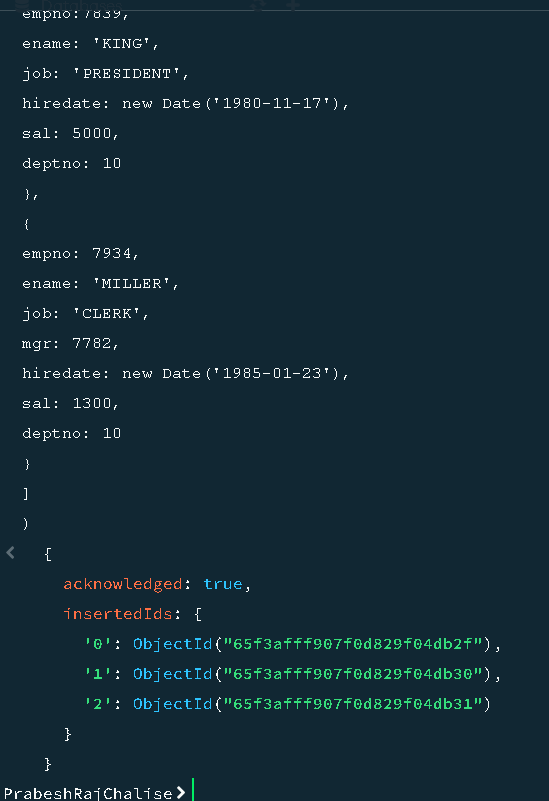 empno:7839,
ename: 'KING',
job: 'PRESIDENT',
hiredate: new Date('1980-11-17'),
sal: 5000,
deptno: 10
},
{
empno: 7934,
ename: 'MILLER',
job: 'CLERK',
mgr: 7782,
hiredate: new Date('1985-01-23'),
sal: 1300,
deptno: 10
}
]
)
< {
acknowledged: true,
insertedIds: {
'0': ObjectId("65f3afff907f0d829f04db2f"),
'1': ObjectId("65f3afff907f0d829f04db30"),
'2': ObjectId("65f3afff907f0d829f04db31")
}
}
PrabeshRajChalise>